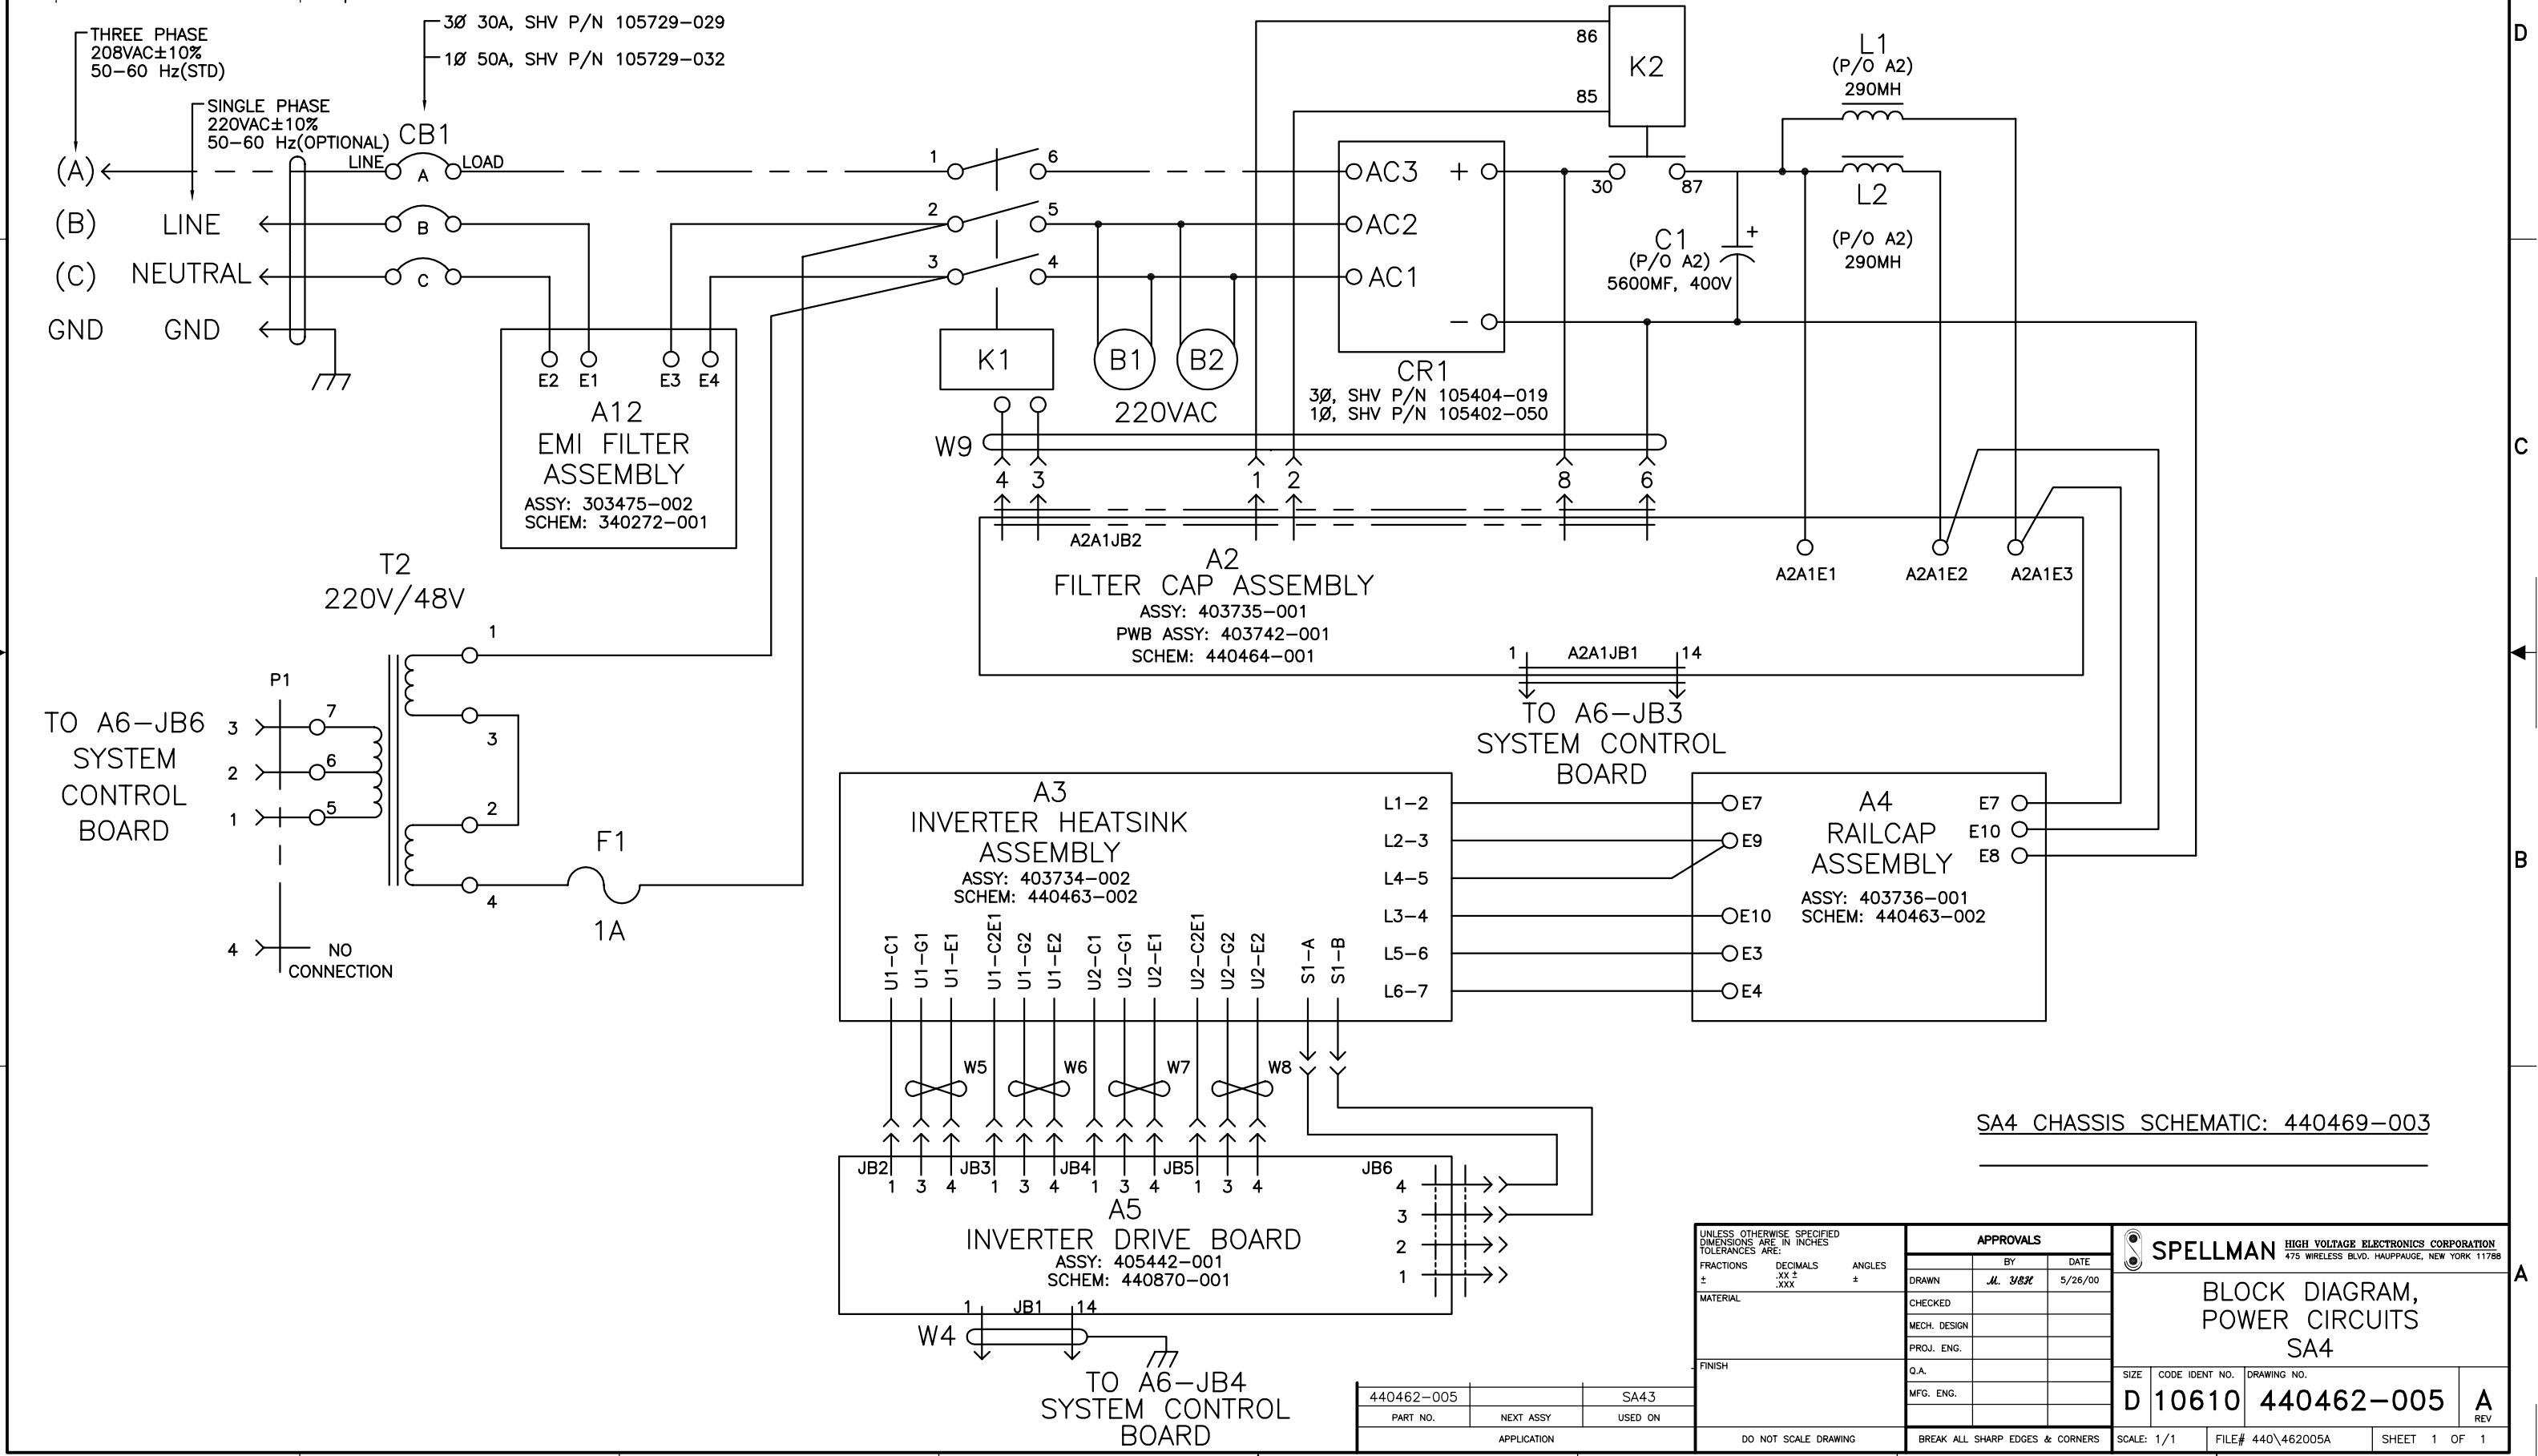 3Ø 30A, SHV P/N 105729-029
1Ø 50A, SHV P/N 105729-032
THREE PHASE
208VAC±10%
50-60 Hz(STD)
SINGLE PHASE
220VAC±10%
50-60 Hz(OPTIONAL)
CB1
LINE
A
LOAD
(A)
(B)
LINE
B
(C)
NEUTRAL
C
GND
GND
1
6
2
5
3
4
K1
B1
B2
220VAC
AC3
+
AC2
AC1
-
CR1
3Ø, SHV P/N 105404-019
1Ø, SHV P/N 105402-050
86
85
K2
30
87
L1
(P/O A2)
290MH
L2
(P/O A2)
290MH
C1
(P/O A2)
5600MF, 400V
+
D
C
B
A
E2
E1
E3
E4
A12
EMI FILTER
ASSEMBLY
ASSY: 303475-002
SCHEM: 340272-001
W9
4
3
1
2
8
6
A2A1JB2
A2
FILTER CAP ASSEMBLY
ASSY: 403735-001
PWB ASSY: 403742-001
SCHEM: 440464-001
A2A1E1
A2A1E2
A2A1E3
1
A2A1JB1
14
TO A6-JB3
SYSTEM CONTROL
BOARD
T2
220V/48V
1
3
2
4
P1
TO A6-JB6
SYSTEM
CONTROL
BOARD
3
7
2
6
1
5
4
NO
CONNECTION
F1
1A
A3
INVERTER HEATSINK
ASSEMBLY
ASSY: 403734-002
SCHEM: 440463-002
L1-2
L2-3
L4-5
L3-4
L5-6
L6-7
U1-C1
U1-G1
U1-E1
U1-C2E1
U1-G2
U1-E2
U2-C1
U2-G1
U2-E1
U2-C2E1
U2-G2
U2-E2
S1-A
S1-B
E7
E9
E10
E3
E4
A4
RAILCAP
ASSEMBLY
ASSY: 403736-001
SCHEM: 440463-002
E7
E10
E8
W5
W6
W7
W8
JB2
JB3
JB4
JB5
JB6
1
3
4
1
3
4
1
3
4
1
3
4
4
3
2
1
A5
INVERTER DRIVE BOARD
ASSY: 405442-001
SCHEM: 440870-001
1
JB1
14
W4
TO A6-JB4
SYSTEM CONTROL
BOARD
SA4 CHASSIS SCHEMATIC: 440469-003
440462-005
SA43
PART NO.
NEXT ASSY
USED ON
APPLICATION
UNLESS OTHERWISE SPECIFIED
DIMENSIONS ARE IN INCHES
TOLERANCES ARE:
FRACTIONS
DECIMALS
ANGLES
±
.XX ±
±
.XXX
MATERIAL
FINISH
DO NOT SCALE DRAWING
APPROVALS
BY
DATE
DRAWN
M. YEH
5/26/00
CHECKED
MECH. DESIGN
PROJ. ENG.
Q.A.
MFG. ENG.
BREAK ALL SHARP EDGES & CORNERS
SPELLMAN
HIGH VOLTAGE ELECTRONICS CORPORATION
475 WIRELESS BLVD. HAUPPAUGE, NEW YORK 11788
BLOCK DIAGRAM,
POWER CIRCUITS
SA4
SIZE
CODE IDENT NO.
DRAWING NO.
D
10610
440462-005
A
REV
SCALE: 1/1
FILE# 440\462005A
SHEET 1 OF 1